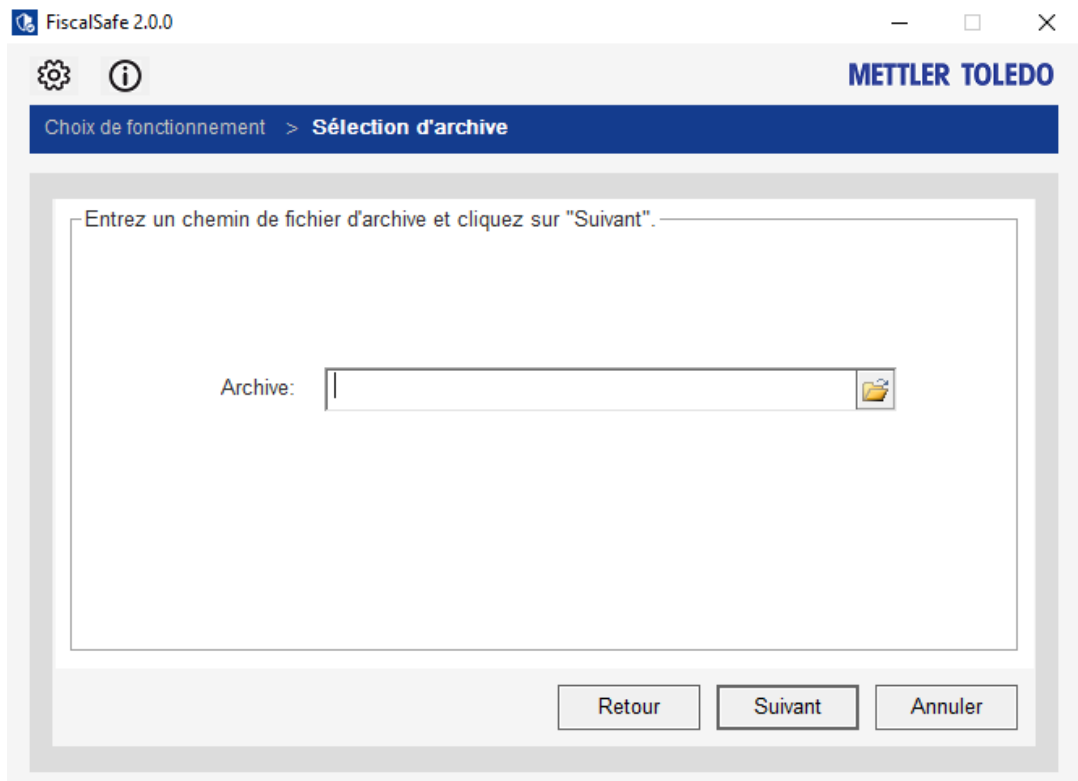 FiscalSafe 2.0.0
METTLER TOLEDO
Choix de fonctionnement > Sélection d'archive
Entrez un chemin de fichier d'archive et cliquez sur "Suivant".
Archive:
Retour Suivant Annuler